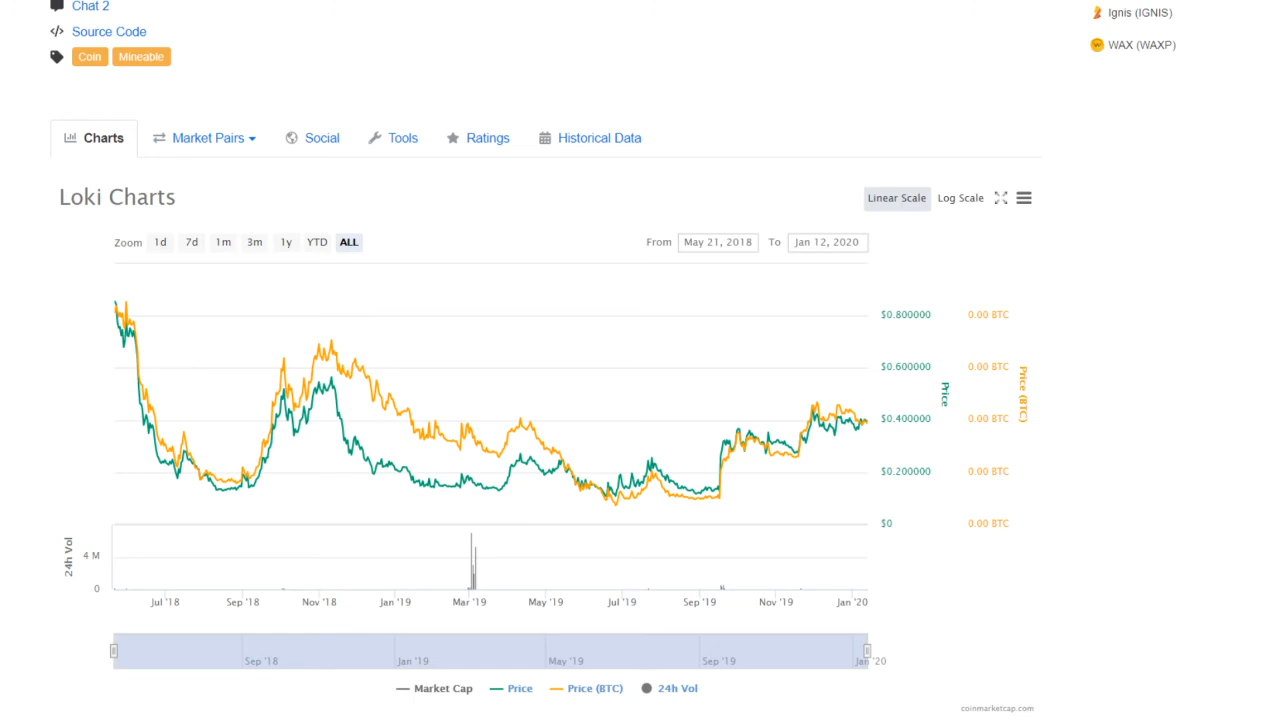 Chat 2
Source Code
Coin Mineable
Ignis (IGNIS)
WAX (WAXP)
Charts Market Pairs Social Tools Ratings Historical Data
Loki Charts
Linear Scale Log Scale
Zoom 1d 7d 1m 3m 1y YTD ALL
From May 21, 2018 To Jan 12, 2020
$0.800000 0.00 BTC
$0.600000 0.00 BTC
$0.400000 0.00 BTC
$0.200000 0.00 BTC
$0 0.00 BTC
Price
Price (BTC)
24h Vol
4 M
0
Jul '18 Sep '18 Nov '18 Jan '19 Mar '19 May '19 Jul '19 Sep '19 Nov '19 Jan '20
Sep '18 Jan '19 May '19 Sep '19 Jan '20
Market Cap Price Price (BTC) 24h Vol
coinmarketcap.com